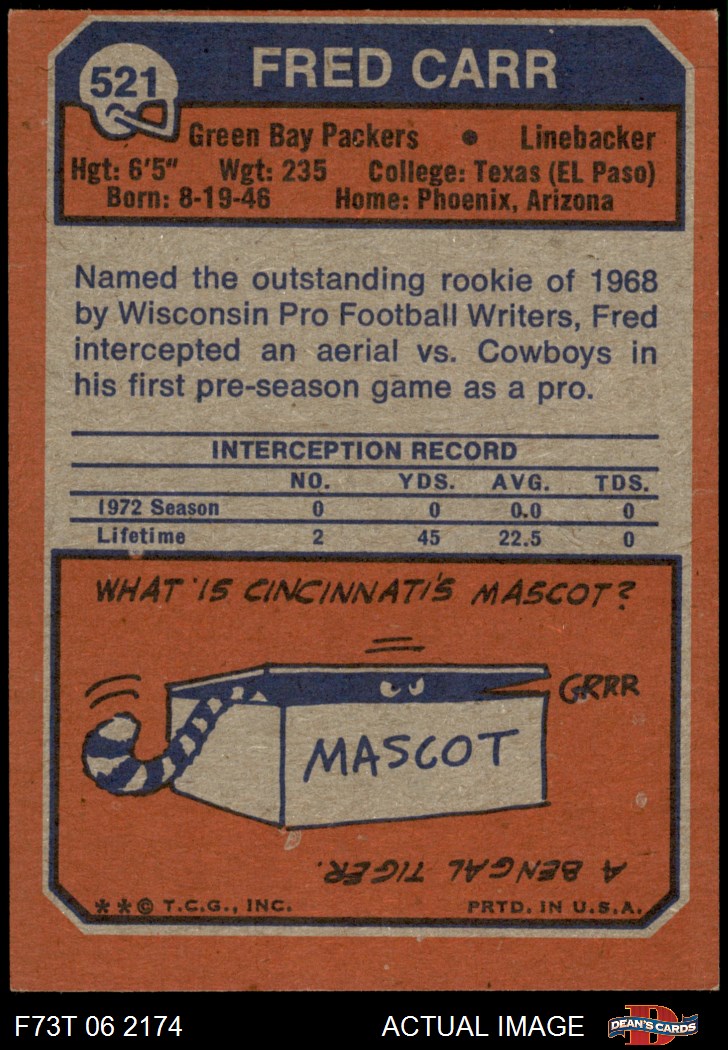 521
FRED CARR
Green Bay Packers • Linebacker
Hgt: 6'5" Wgt: 235 College: Texas (EL Paso)
Born: 8-19-46 Home: Phoenix, Arizona
Named the outstanding rookie of 1968
by Wisconsin Pro Football Writers, Fred
intercepted an aerial vs. Cowboys in
his first pre-season game as a pro.
INTERCEPTION RECORD
NO. YDS. AVG. TDS.
1972 Season 0 0 0.0 0
Lifetime 2 45 22.5 0
WHAT IS CINCINNATI'S MASCOT?
GRRR
MASCOT
A BENGAL TIGER.
**© T.C.G., INC. PRTD. IN U.S.A.
F73T 06 2174 ACTUAL IMAGE
D
DEAN'S CARDS